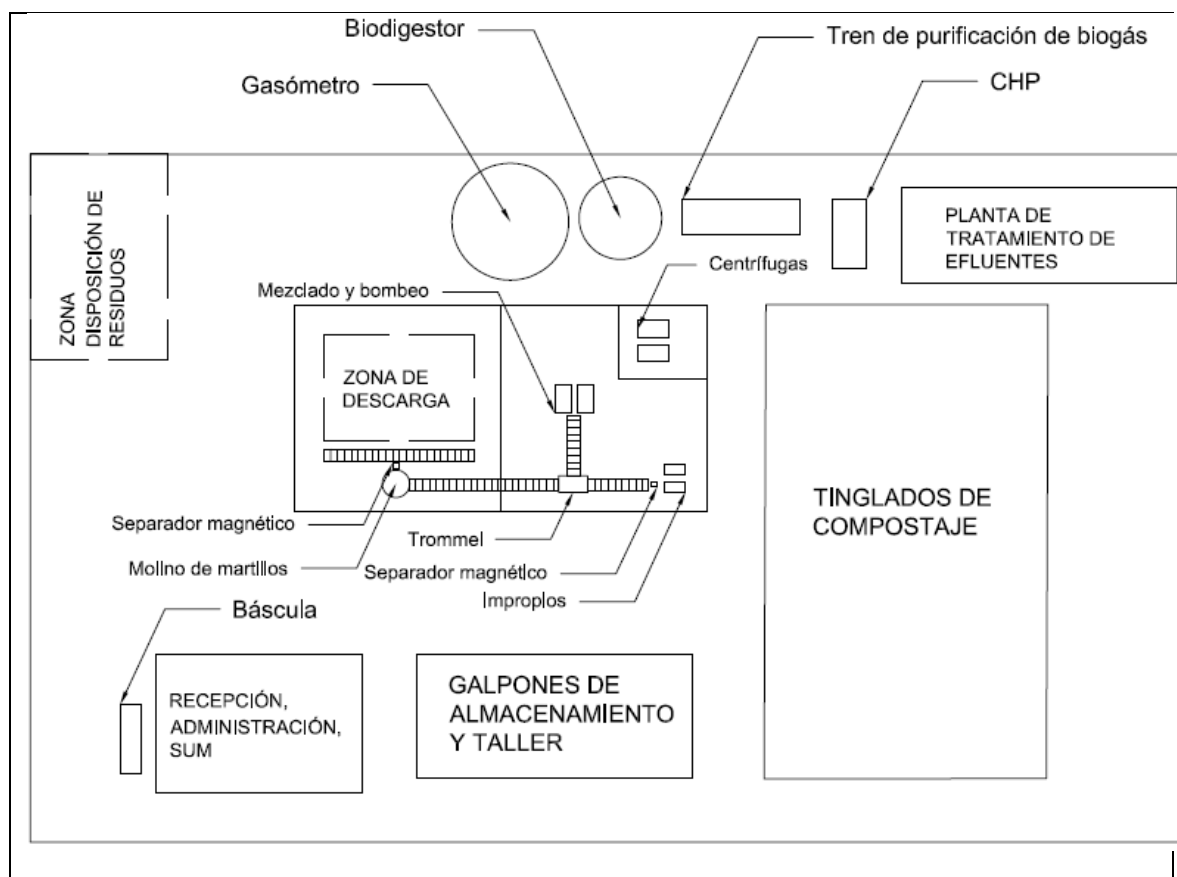 Biodigestor
Tren de purificación de biogás
Gasómetro
CHP
ZONA
DISPOSICIÓN DE
RESIDUOS
PLANTA DE
TRATAMIENTO DE
EFLUENTES
Centrífugas
Mezclado y bombeo
ZONA DE
DESCARGA
TINGLADOS DE
COMPOSTAJE
Separador magnético
Trommel
Molino de martillos
Separador magnético
Impropios
Báscula
RECEPCIÓN,
ADMINISTRACIÓN,
SUM
GALPONES DE
ALMACENAMIENTO
Y TALLER